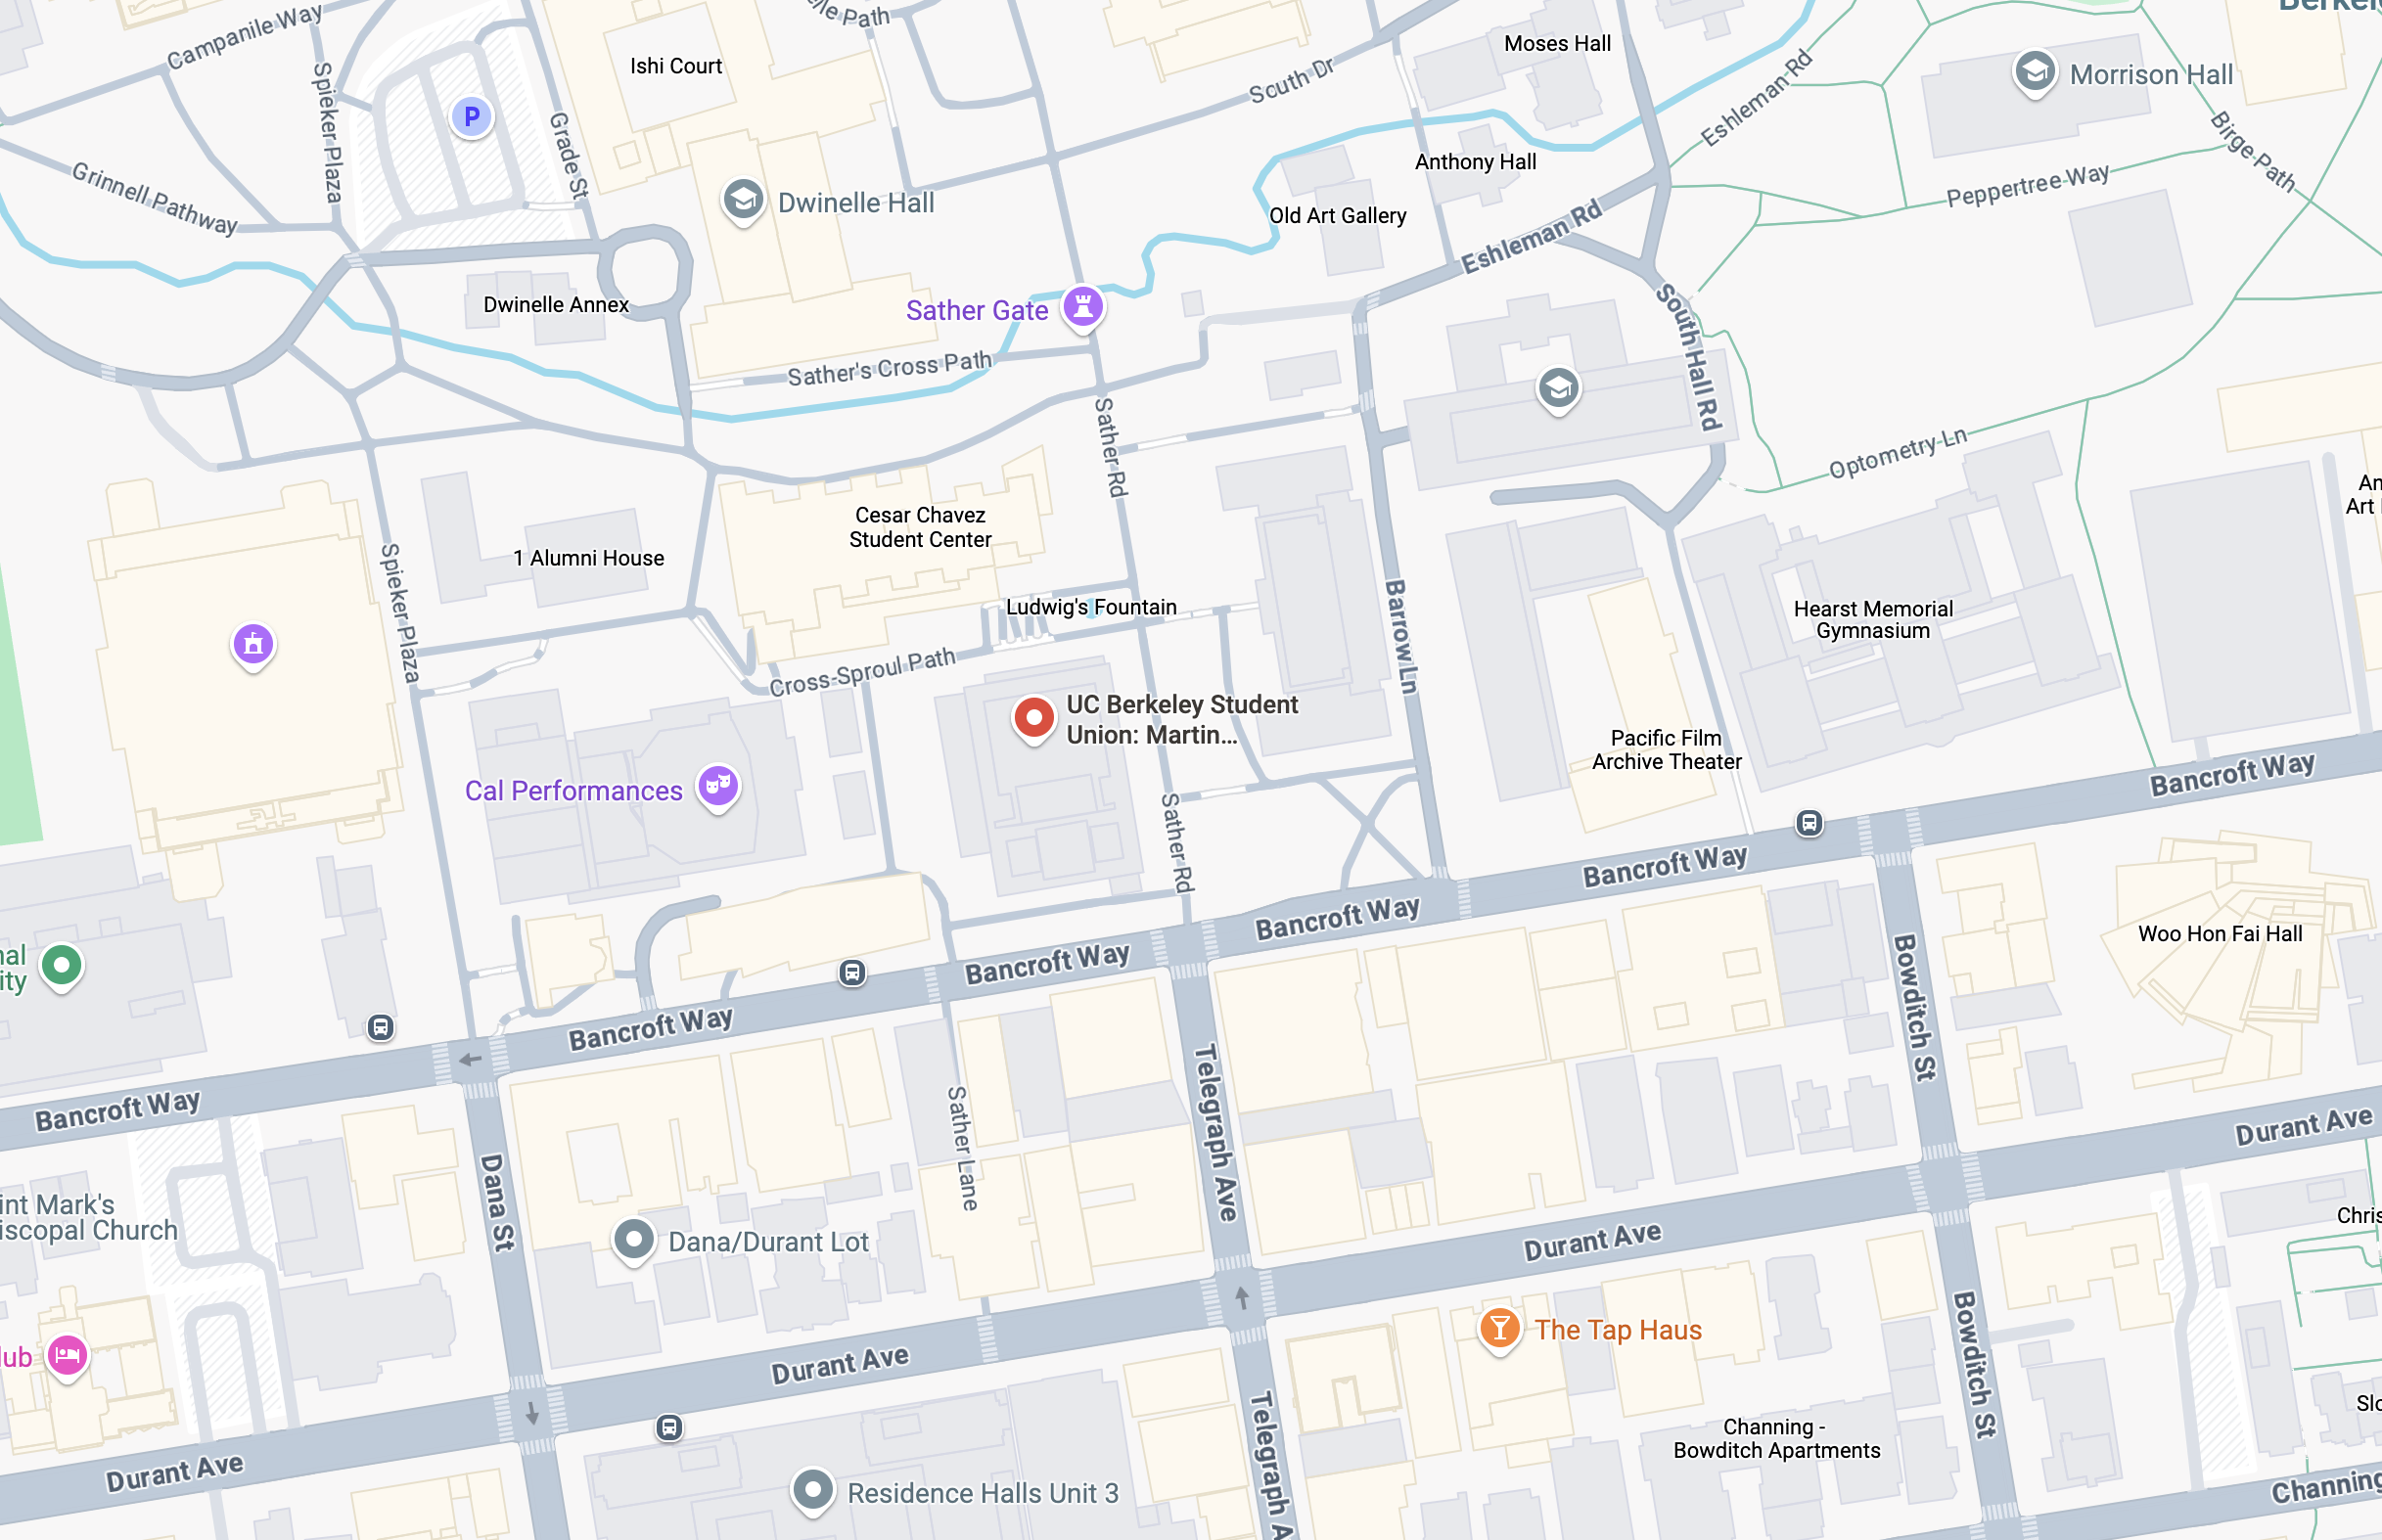 Campanile Way
Spieker Plaza
Ishi Court
Grade St
P
South Dr
Moses Hall
Morrison Hall
Eshleman Rd
Birge Path
Grinnell Pathway
Dwinelle Hall
Anthony Hall
Old Art Gallery
Peppertree Way
Eshleman Rd
Dwinelle Annex
Sather Gate
South Hall Rd
Sather's Cross Path
Sather Rd
Optometry Ln
Cesar Chavez
Student Center
1 Alumni House
Spieker Plaza
Ludwig's Fountain
Barrow Ln
Hearst Memorial
Gymnasium
Cross-Sproul Path
UC Berkeley Student
Union: Martin...
Pacific Film
Archive Theater
Cal Performances
Bancroft Way
Sather Rd
Bancroft Way
Bancroft Way
Woo Hon Fai Hall
Bancroft Way
Bowditch St
Bancroft Way
Bancroft Way
Telegraph Ave
Sather Lane
Durant Ave
Dana St
int Mark's
iscopal Church
Dana/Durant Lot
Durant Ave
The Tap Haus
Durant Ave
Bowditch St
Telegraph A
Channing -
Bowditch Apartments
Durant Ave
Residence Halls Unit 3
Channing